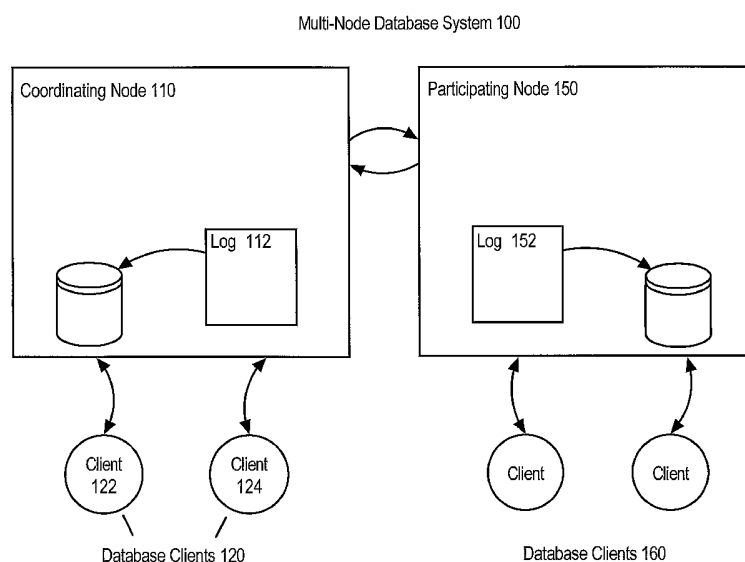 Multi-Node Database System 100
Coordinating Node 110
Participating Node 150
Log 112
Log 152
Client
122
Client
124
Client
Client
Database Clients 120
Database Clients 160